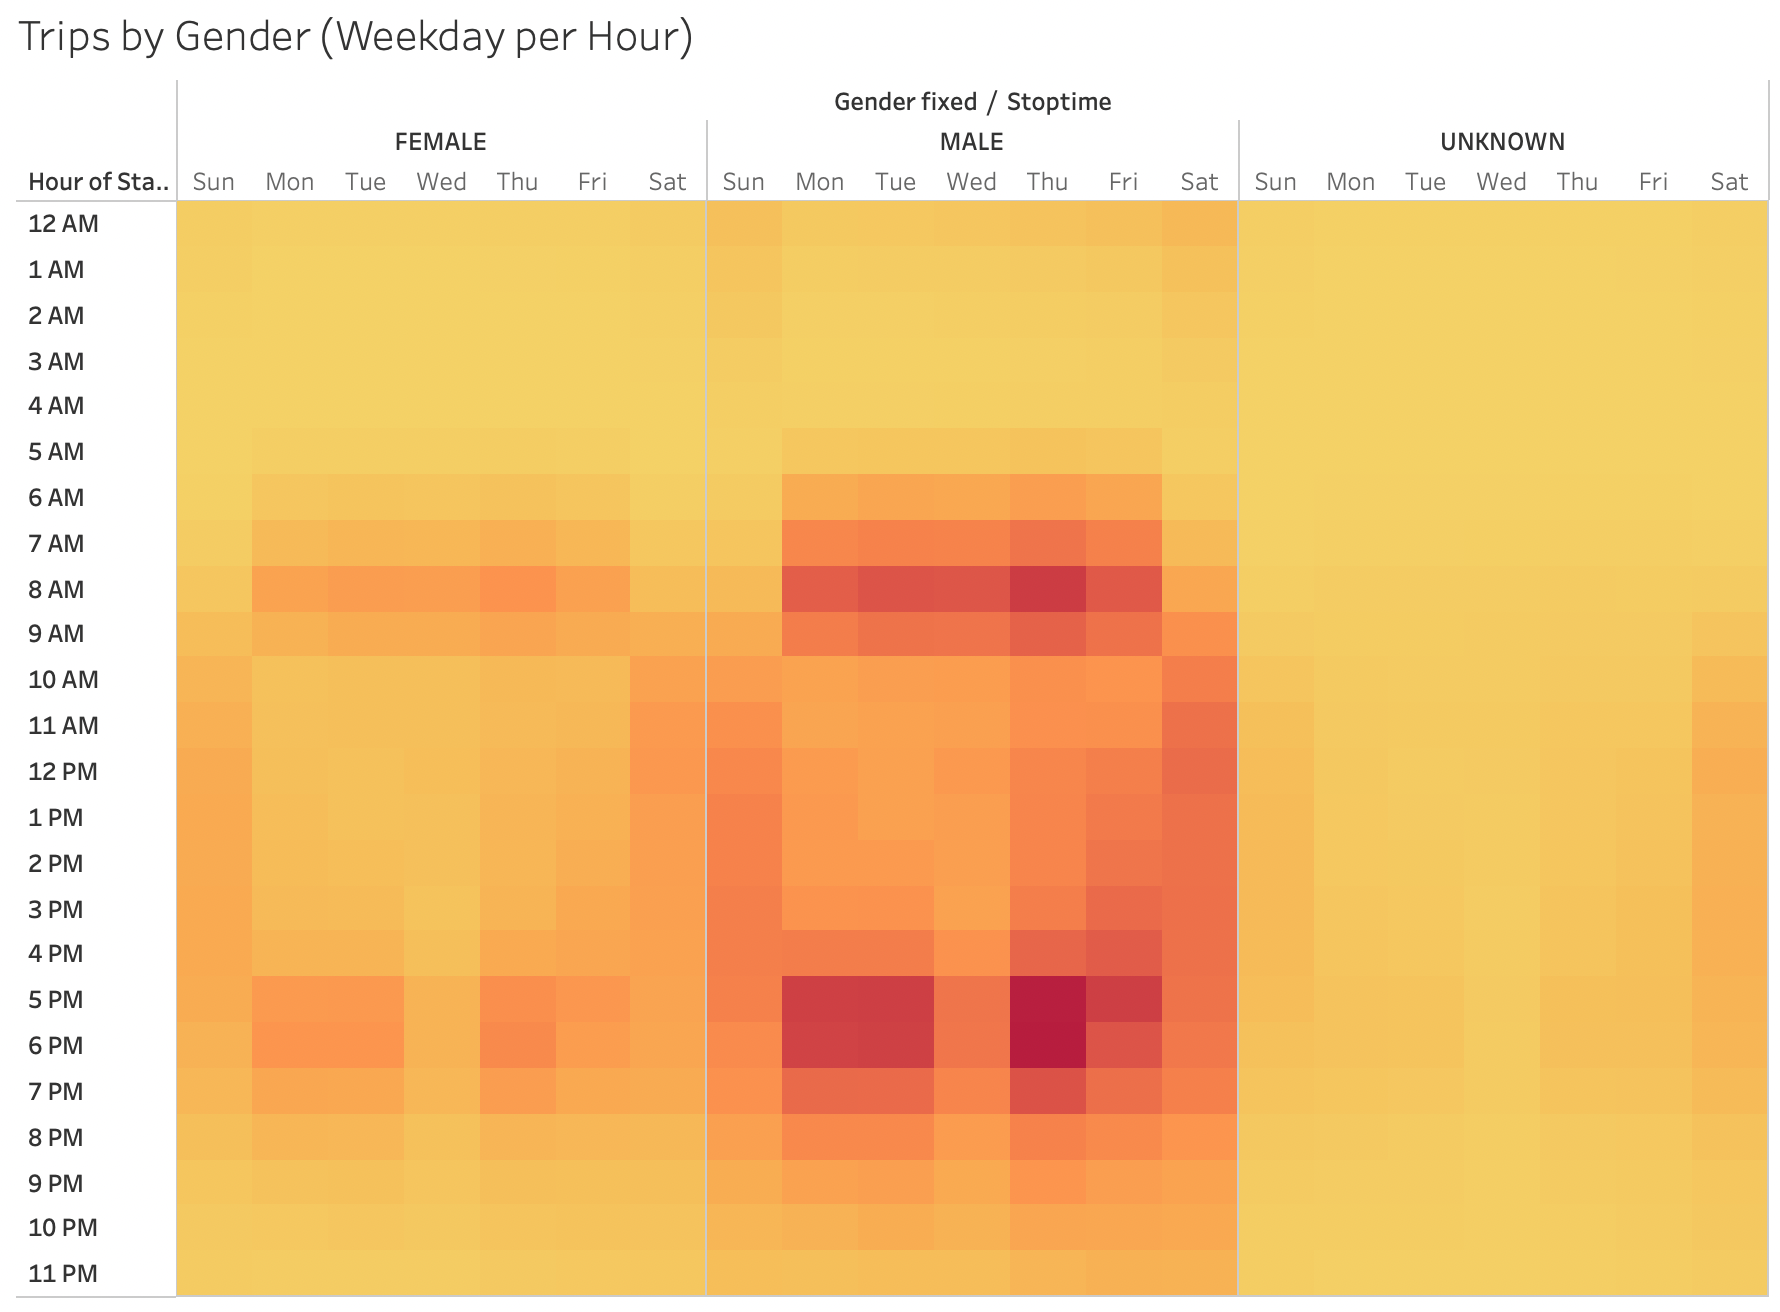 Trips by Gender (Weekday per Hour)
Gender fixed / Stoptime
FEMALE MALE UNKNOWN
Hour of Sta.. Sun Mon Tue Wed Thu Fri Sat Sun Mon Tue Wed Thu Fri Sat Sun Mon Tue Wed Thu Fri Sat
12 AM
1 AM
2 AM
3 AM
4 AM
5 AM
6 AM
7 AM
8 AM
9 AM
10 AM
11 AM
12 PM
1 PM
2 PM
3 PM
4 PM
5 PM
6 PM
7 PM
8 PM
9 PM
10 PM
11 PM